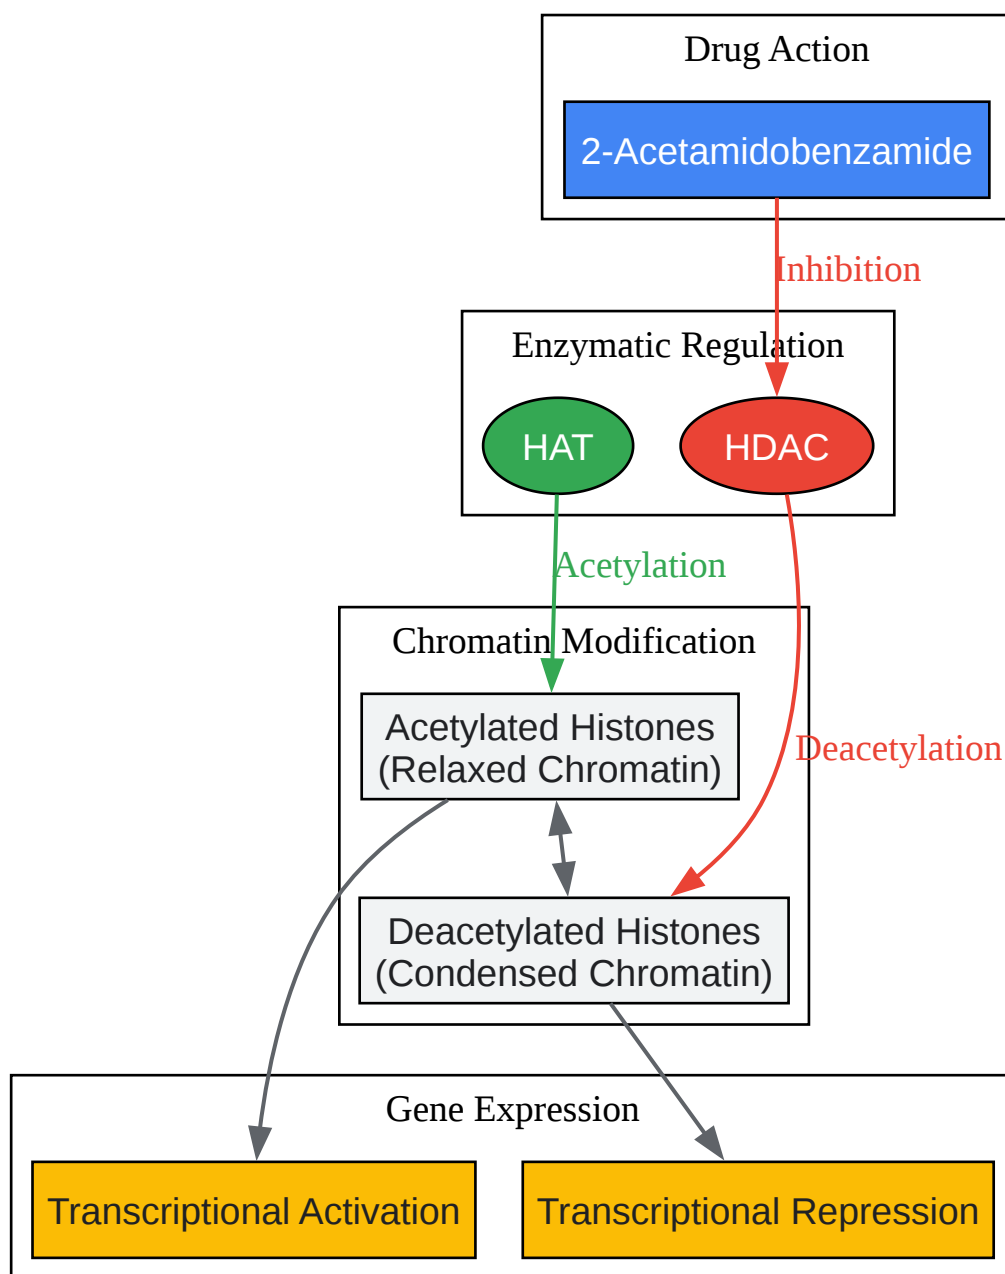 Drug Action
2-Acetamidobenzamide
Inhibition
Enzymatic Regulation
HAT
HDAC
Acetylation
Chromatin Modification
Acetylated Histones
(Relaxed Chromatin)
Deacetylation
Deacetylated Histones
(Condensed Chromatin)
Gene Expression
Transcriptional Activation
Transcriptional Repression